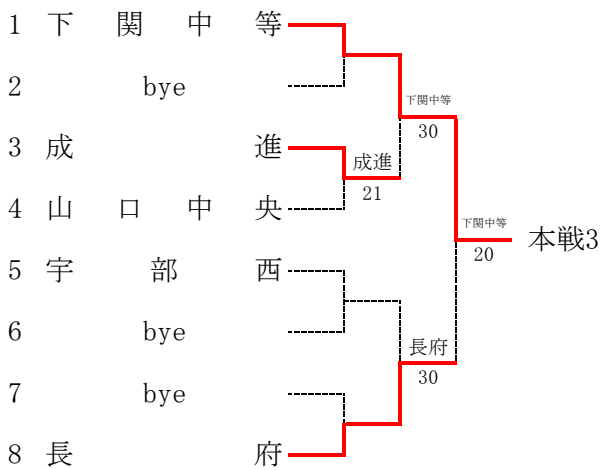 1 下関中等
2 bye
下関中等
30
3 成進
成進
21
4 山口中央
下関中等
20
本戦3
5 宇部西
6 bye
長府
30
7 bye
8 長府